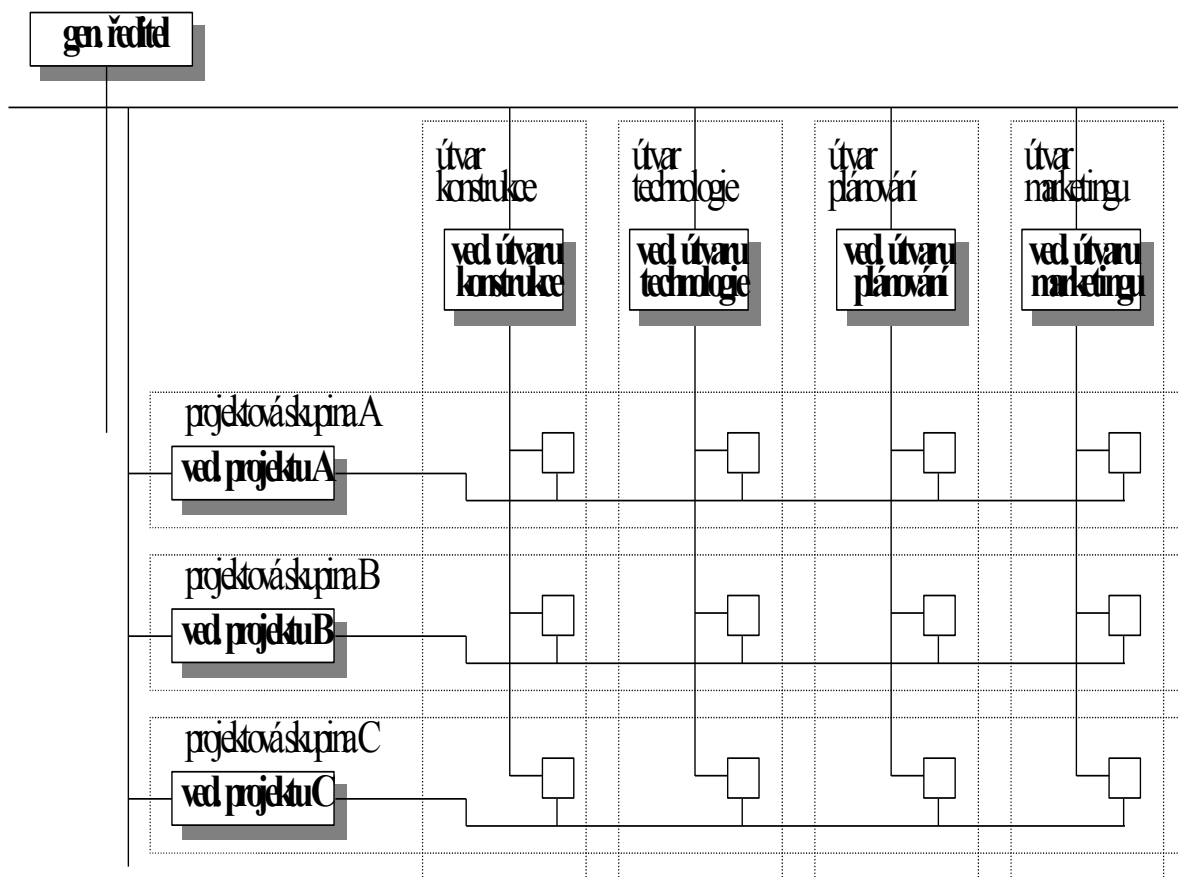 gen. ředitel
útvar
konstrukce
útvar
technologie
útvar
plánování
útvar
marketingu
ved. útvaru
konstrukce
ved. útvaru
technologie
ved. útvaru
plánování
ved. útvaru
marketingu
projektová skupina A
ved. projektu A
projektová skupina B
ved. projektu B
projektová skupina C
ved. projektu C